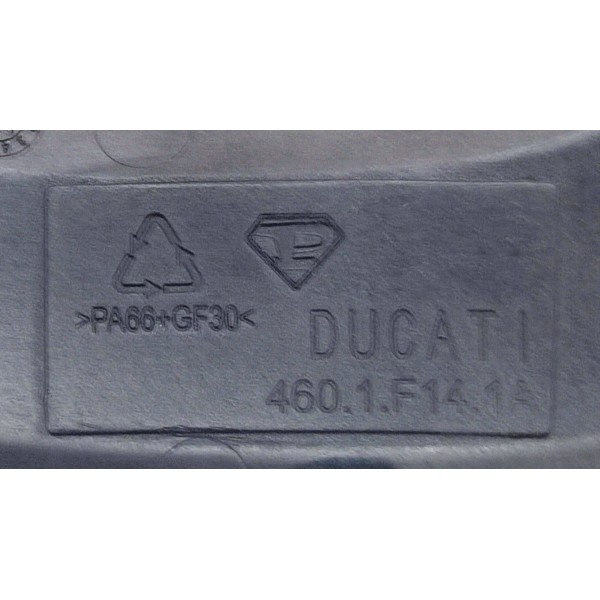 P
>PA66+GF30<
DUCATI
460.1.F14.1A